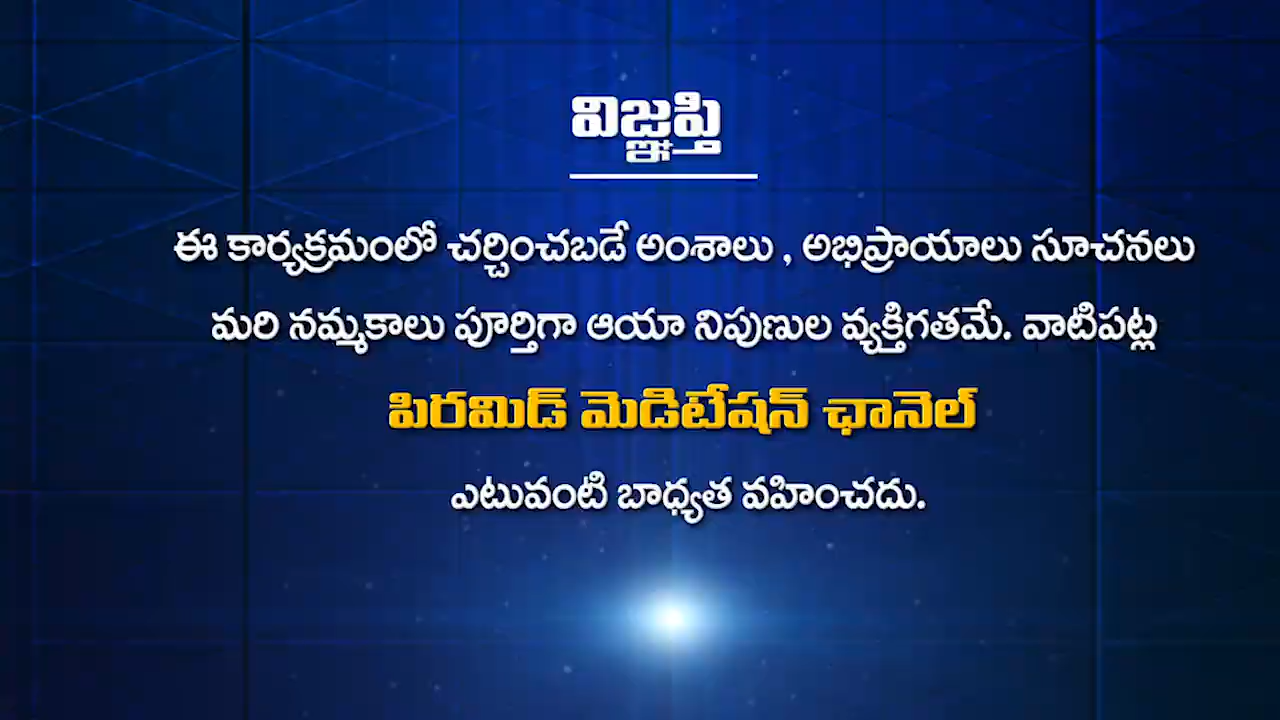 విజ్ఞప్తి
ఈ కార్యక్రమంలో చర్చించబడే అంశాలు , అభిప్రాయాలు సూచనలు
మరి నమ్మకాలు పూర్తిగా ఆయా నిపుణుల వ్యక్తిగతమే. వాటిపట్ల
పిరమిడ్ మెడిటేషన్ ఛానెల్
ఎటువంటి బాధ్యత వహించదు.